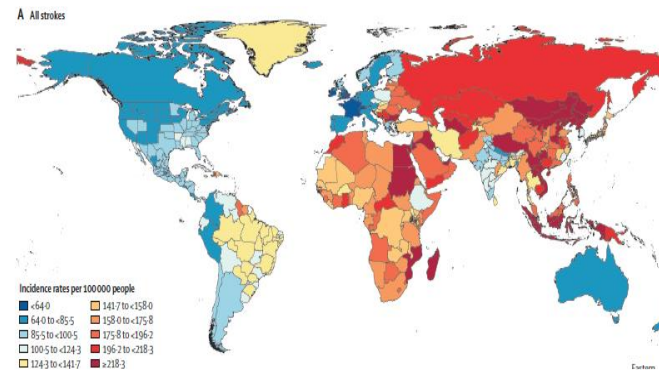 A All strokes
Incidence rates per 100 000 people
<64·0
64·0 to <85·5
85·5 to <100·5
100·5 to <124·3
124·3 to <141·7
141·7 to <158·0
158·0 to <175·8
175·8 to <196·2
196·2 to <218·3
≥218·3
Eastern